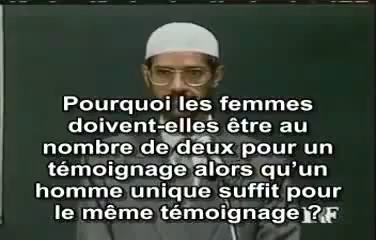 Pourquoi les femmes
doivent-elles être au
nombre de deux pour un
témoignage alors qu'un
homme unique suffit pour
le même témoignage ?